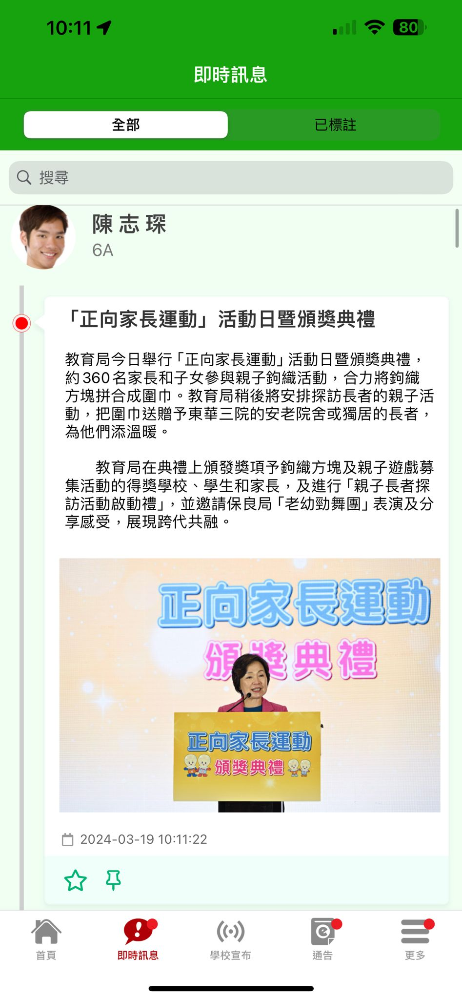 10:11
80
即時訊息
全部
已標註
搜尋
陳 志 琛
6A
「正向家長運動」活動日暨頒獎典禮
教育局今日舉行「正向家長運動」活動日暨頒獎典禮，
約360名家長和子女參與親子鉤織活動，合力將鉤織
方塊拼合成圍巾。教育局稍後將安排探訪長者的親子活
動，把圍巾送贈予東華三院的安老院舍或獨居的長者，
為他們添溫暖。
教育局在典禮上頒發獎項予鉤織方塊及親子遊戲募
集活動的得獎學校、學生和家長，及進行「親子長者探
訪活動啟動禮」，並邀請保良局「老幼勁舞團」表演及分
享感受，展現跨代共融。
正向家長運動
頒獎典禮
正向家長運動
頒獎典禮
2024-03-19 10:11:22
首頁
即時訊息
學校宣布
通告
更多